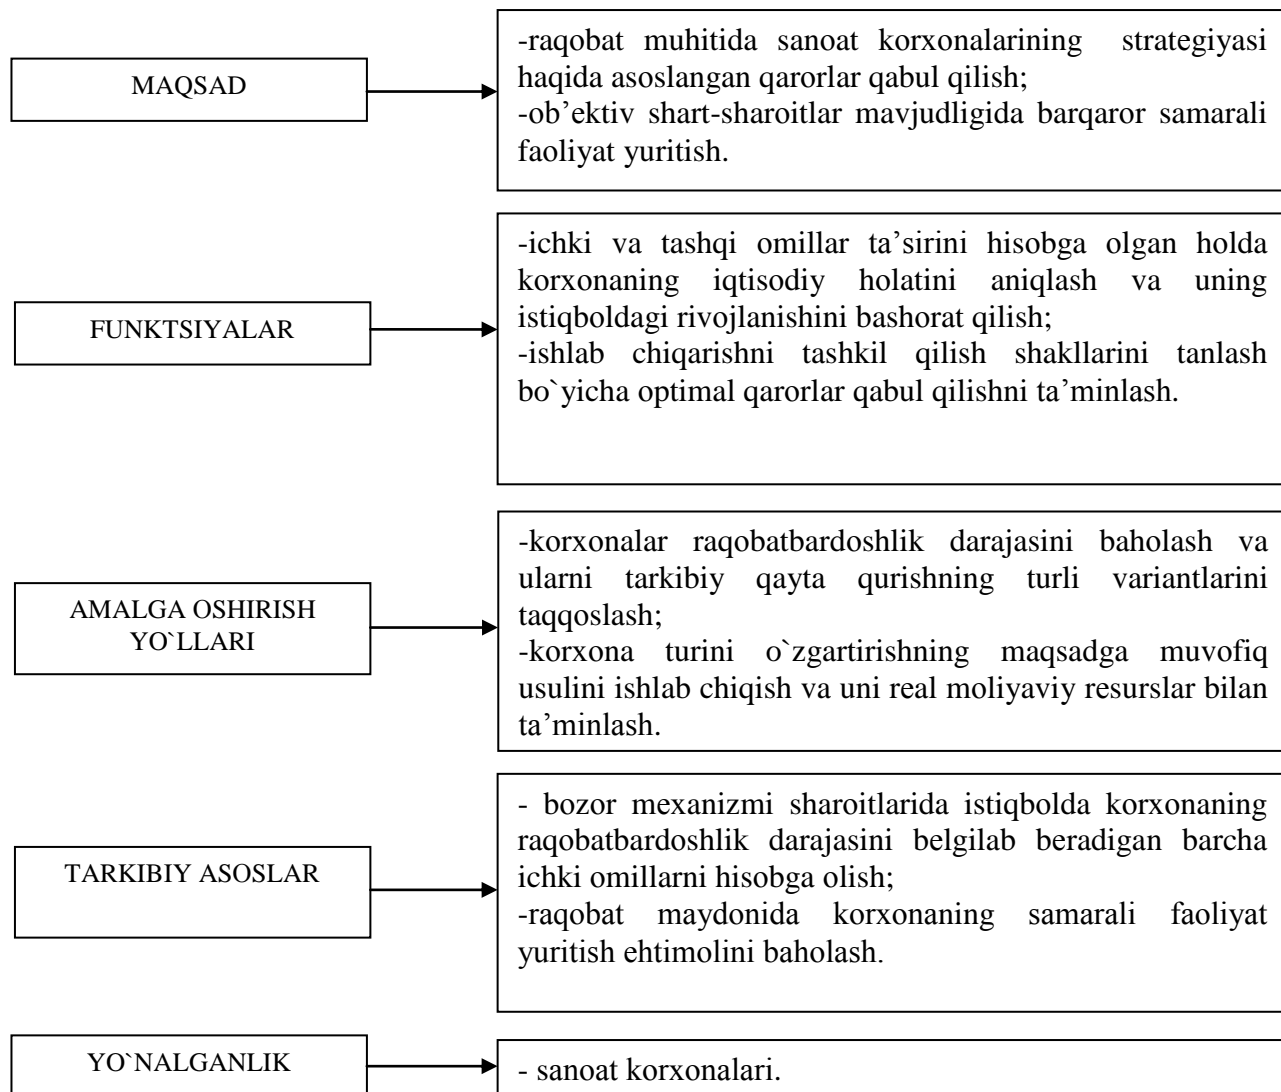 MAQSAD
-raqobat muhitida sanoat korxonalarining strategiyasi
haqida asoslangan qarorlar qabul qilish;
-ob’ektiv shart-sharoitlar mavjudligida barqaror samarali
faoliyat yuritish.
FUNKTSIYALAR
-ichki va tashqi omillar ta’sirini hisobga olgan holda
korxonaning iqtisodiy holatini aniqlash va uning
istiqboldagi rivojlanishini bashorat qilish;
-ishlab chiqarishni tashkil qilish shakllarini tanlash
bo`yicha optimal qarorlar qabul qilishni ta’minlash.
AMALGA OSHIRISH
YO`LLARI
-korxonalar raqobatbardoshlik darajasini baholash va
ularni tarkibiy qayta qurishning turli variantlarini
taqqoslash;
-korxona turini o`zgartirishning maqsadga muvofiq
usulini ishlab chiqish va uni real moliyaviy resurslar bilan
ta’minlash.
TARKIBIY ASOSLAR
- bozor mexanizmi sharoitlarida istiqbolda korxonaning
raqobatbardoshlik darajasini belgilab beradigan barcha
ichki omillarni hisobga olish;
-raqobat maydonida korxonaning samarali faoliyat
yuritish ehtimolini baholash.
YO`NALGANLIK
- sanoat korxonalari.